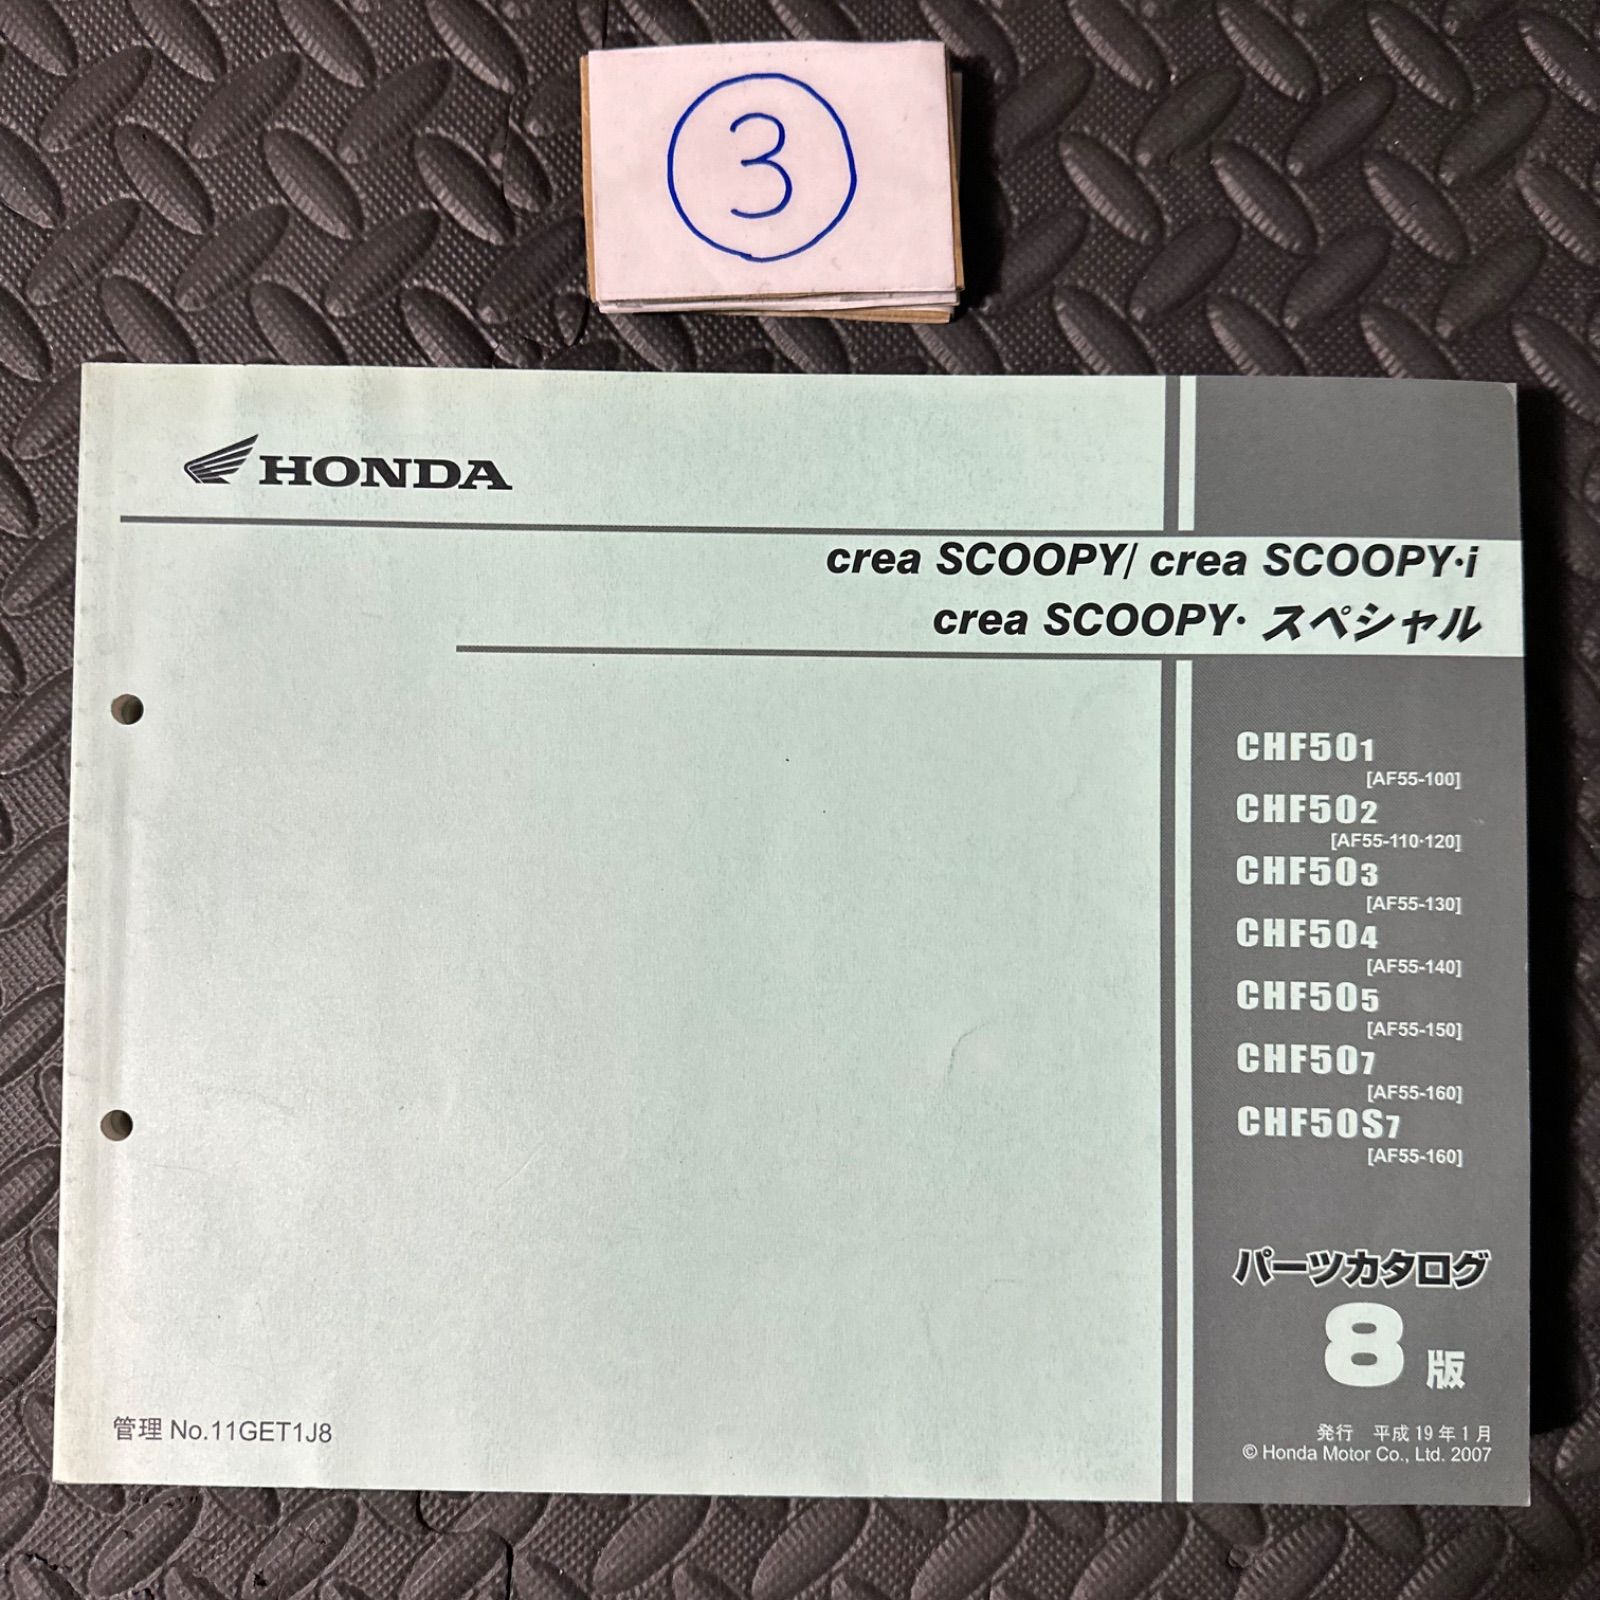 3
HONDA
crea SCOOPY/ crea SCOOPY·i
crea SCOOPY· スペシャル
CHF501
[AF55-100]
CHF502
[AF55-110·120]
CHF503
[AF55-130]
CHF504
[AF55-140]
CHF505
[AF55-150]
CHF507
[AF55-160]
CHF50S7
[AF55-160]
パーツカタログ
8版
管理 No.11GET1J8
発行 平成19年1月
© Honda Motor Co., Ltd. 2007